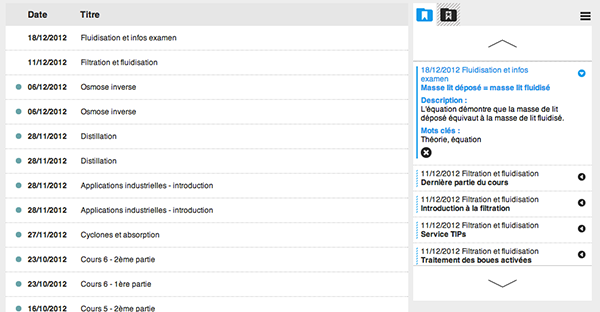 Date Titre
18/12/2012 Fluidisation et infos examen
11/12/2012 Filtration et fluidisation
06/12/2012 Osmose inverse
06/12/2012 Osmose inverse
28/11/2012 Distillation
28/11/2012 Distillation
28/11/2012 Applications industrielles - introduction
28/11/2012 Applications industrielles - introduction
27/11/2012 Cyclones et absorption
23/10/2012 Cours 6 - 2ème partie
23/10/2012 Cours 6 - 1ère partie
16/10/2012 Cours 5 - 2ème partie
18/12/2012 Fluidisation et infos
examen
Masse lit déposé = masse lit fluidisé
Description :
L'équation démontre que la masse de lit
déposé équivaut à la masse de lit fluidisé.
Mots clés :
Théorie, équation
11/12/2012 Filtration et fluidisation
Dernière partie du cours
11/12/2012 Filtration et fluidisation
Introduction à la filtration
11/12/2012 Filtration et fluidisation
Service TIPs
11/12/2012 Filtration et fluidisation
Traitement des boues activées